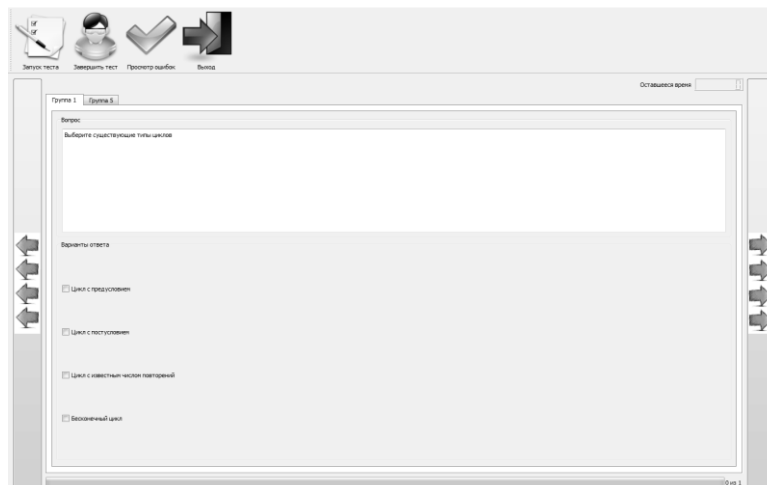 Запуск теста
Завершить тест
Просмотр ошибок
Выход
Оставшееся время
Группа 1
Группа 5
Вопрос
Выберите существующие типы циклов
Варианты ответа
Цикл с предусловием
Цикл с постусловием
Цикл с известным числом повторений
Бесконечный цикл
0 из 1